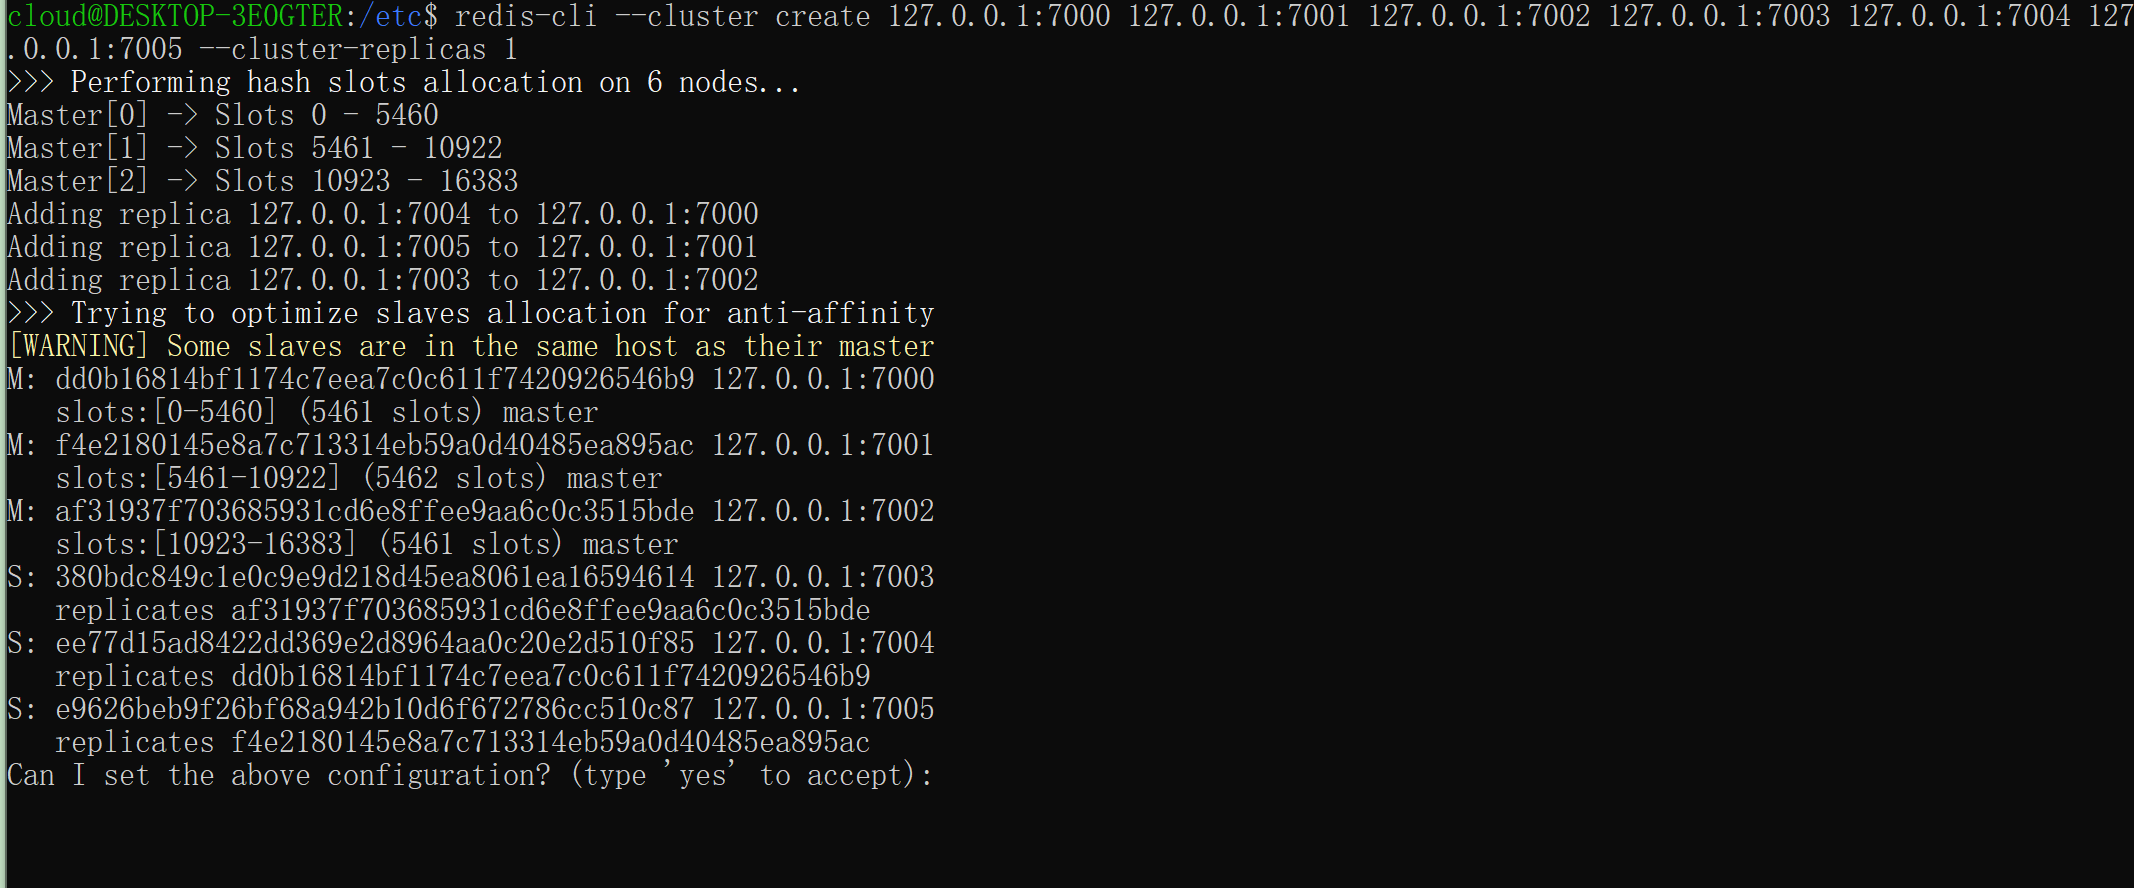 cloud@DESKTOP-3E0GTER:/etc$ redis-cli --cluster create 127.0.0.1:7000 127.0.0.1:7001 127.0.0.1:7002 127.0.0.1:7003 127.0.0.1:7004 127
.0.0.1:7005 --cluster-replicas 1
>>> Performing hash slots allocation on 6 nodes...
Master[0] -> Slots 0 - 5460
Master[1] -> Slots 5461 - 10922
Master[2] -> Slots 10923 - 16383
Adding replica 127.0.0.1:7004 to 127.0.0.1:7000
Adding replica 127.0.0.1:7005 to 127.0.0.1:7001
Adding replica 127.0.0.1:7003 to 127.0.0.1:7002
>>> Trying to optimize slaves allocation for anti-affinity
[WARNING] Some slaves are in the same host as their master
M: dd0b16814bf1174c7eea7c0c611f7420926546b9 127.0.0.1:7000
   slots:[0-5460] (5461 slots) master
M: f4e2180145e8a7c713314eb59a0d40485ea895ac 127.0.0.1:7001
   slots:[5461-10922] (5462 slots) master
M: af31937f703685931cd6e8ffee9aa6c0c3515bde 127.0.0.1:7002
   slots:[10923-16383] (5461 slots) master
S: 380bdc849c1e0c9e9d218d45ea8061ea16594614 127.0.0.1:7003
   replicates af31937f703685931cd6e8ffee9aa6c0c3515bde
S: ee77d15ad8422dd369e2d8964aa0c20e2d510f85 127.0.0.1:7004
   replicates dd0b16814bf1174c7eea7c0c611f7420926546b9
S: e9626beb9f26bf68a942b10d6f672786cc510c87 127.0.0.1:7005
   replicates f4e2180145e8a7c713314eb59a0d40485ea895ac
Can I set the above configuration? (type 'yes' to accept):